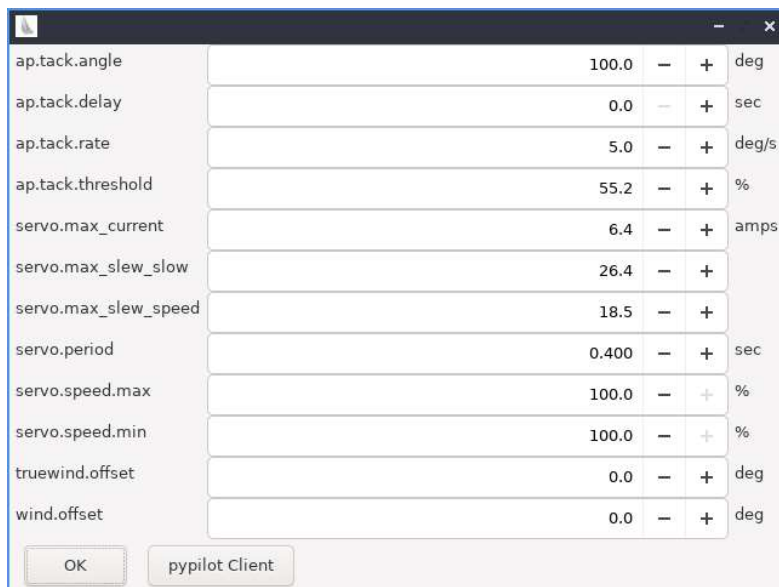 ap.tack.angle 100.0 − + deg
ap.tack.delay 0.0 − + sec
ap.tack.rate 5.0 − + deg/s
ap.tack.threshold 55.2 − + %
servo.max_current 6.4 − + amps
servo.max_slew_slow 26.4 − +
servo.max_slew_speed 18.5 − +
servo.period 0.400 − + sec
servo.speed.max 100.0 − + %
servo.speed.min 100.0 − + %
truewind.offset 0.0 − + deg
wind.offset 0.0 − + deg
OK pypilot Client